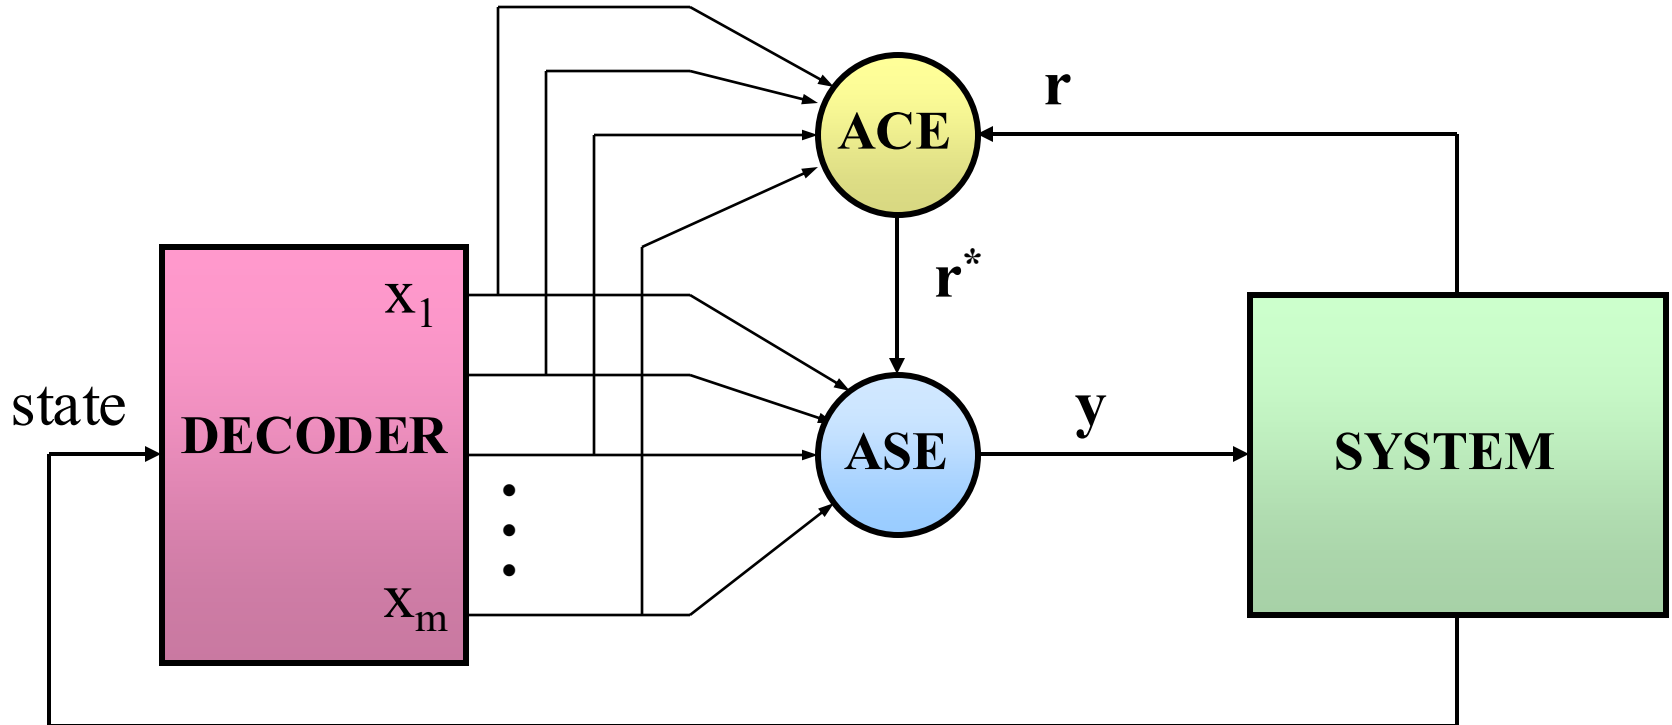 r
ACE
r*
x1
state
DECODER
y
ASE
SYSTEM
xm